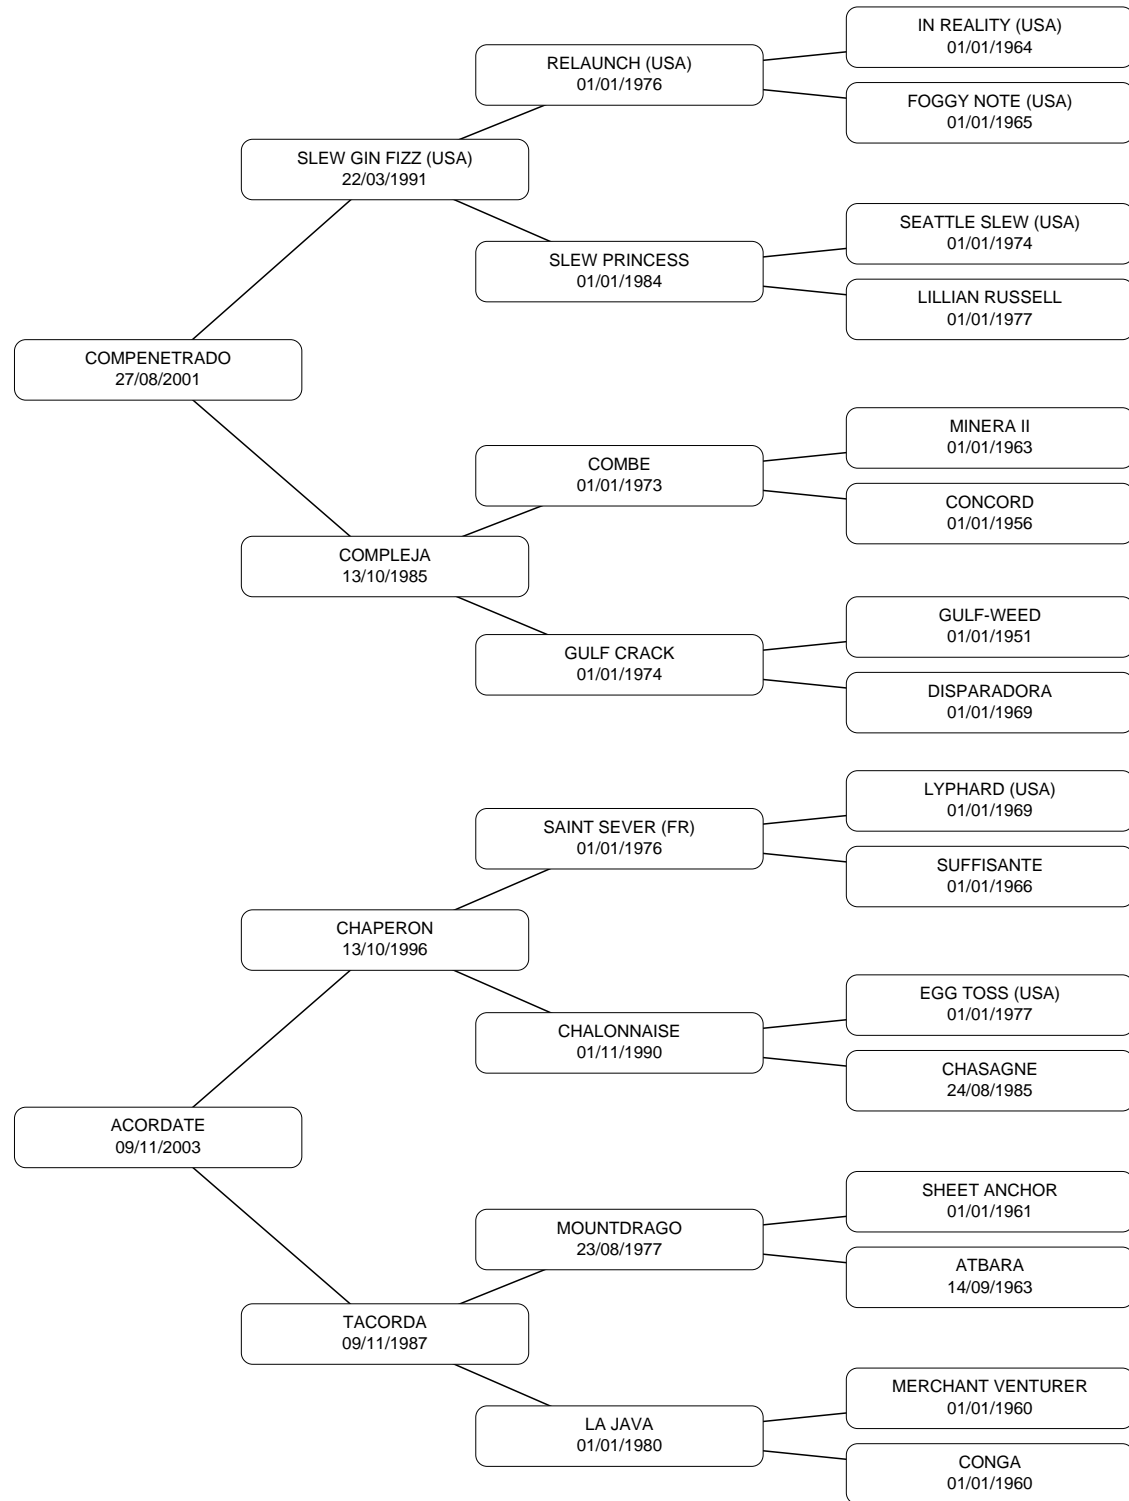 IN REALITY (USA)
01/01/1964
RELAUNCH (USA)
01/01/1976
FOGGY NOTE (USA)
01/01/1965
SLEW GIN FIZZ (USA)
22/03/1991
SEATTLE SLEW (USA)
01/01/1974
SLEW PRINCESS
01/01/1984
LILLIAN RUSSELL
01/01/1977
COMPENETRADO
27/08/2001
MINERA II
01/01/1963
COMBE
01/01/1973
CONCORD
01/01/1956
COMPLEJA
13/10/1985
GULF-WEED
01/01/1951
GULF CRACK
01/01/1974
DISPARADORA
01/01/1969
LYPHARD (USA)
01/01/1969
SAINT SEVER (FR)
01/01/1976
SUFFISANTE
01/01/1966
CHAPERON
13/10/1996
EGG TOSS (USA)
01/01/1977
CHALONNAISE
01/11/1990
CHASAGNE
24/08/1985
ACORDATE
09/11/2003
SHEET ANCHOR
01/01/1961
MOUNTDRAGO
23/08/1977
ATBARA
14/09/1963
TACORDA
09/11/1987
MERCHANT VENTURER
01/01/1960
LA JAVA
01/01/1980
CONGA
01/01/1960